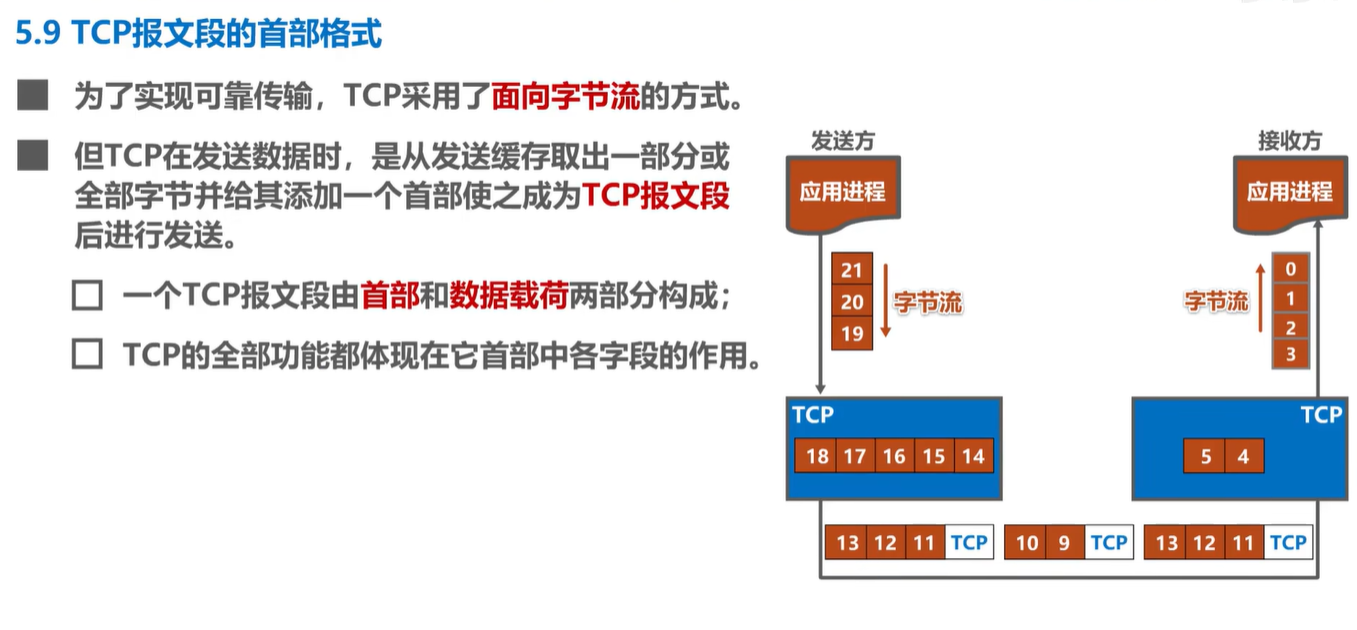 5.9 TCP报文段的首部格式
为了实现可靠传输，TCP采用了面向字节流的方式。
但TCP在发送数据时，是从发送缓存取出一部分或
全部字节并给其添加一个首部使之成为TCP报文段
后进行发送。
一个TCP报文段由首部和数据载荷两部分构成；
TCP的全部功能都体现在它首部中各字段的作用。
发送方
应用进程
21
20
19
字节流
TCP
18 17 16 15 14
接收方
应用进程
字节流
0
1
2
3
TCP
5 4
13 12 11 TCP 10 9 TCP 13 12 11 TCP